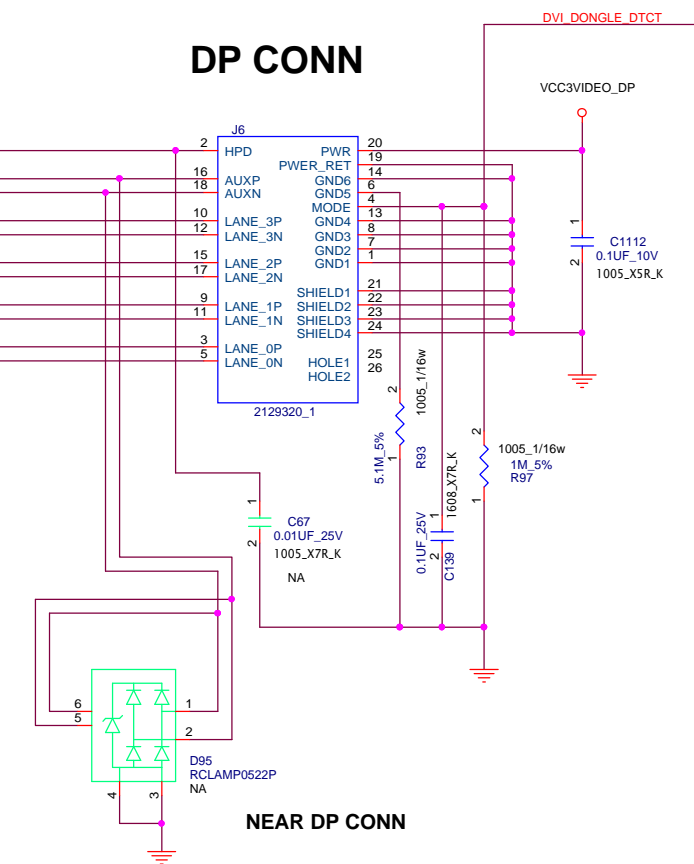 DVI_DONGLE_DTCT
DP CONN
VCC3VIDEO_DP
J6
2 HPD PWR 20
PWER_RET 19
16 AUXP GND6 14
18 AUXN GND5 6
MODE 4
10 LANE_3P GND4 13
12 LANE_3N GND3 8
GND2 7
15 LANE_2P GND1 1
17 LANE_2N
SHIELD1 21
9 LANE_1P SHIELD2 22
11 LANE_1N SHIELD3 23
SHIELD4 24
3 LANE_0P
5 LANE_0N HOLE1 25
HOLE2 26
2129320_1
1
C1112
0.1UF_10V
2
1005_X5R_K
2
1005_1/16w
5.1M_5%
1
R93
2
1005_1/16w
1M_5%
R97
1
1608_X7R_K
1
0.1UF_25V
2
C139
1
C67
0.01UF_25V
2
1005_X7R_K
NA
6 1
5
2
D95
RCLAMP0522P
NA
4 3
NEAR DP CONN